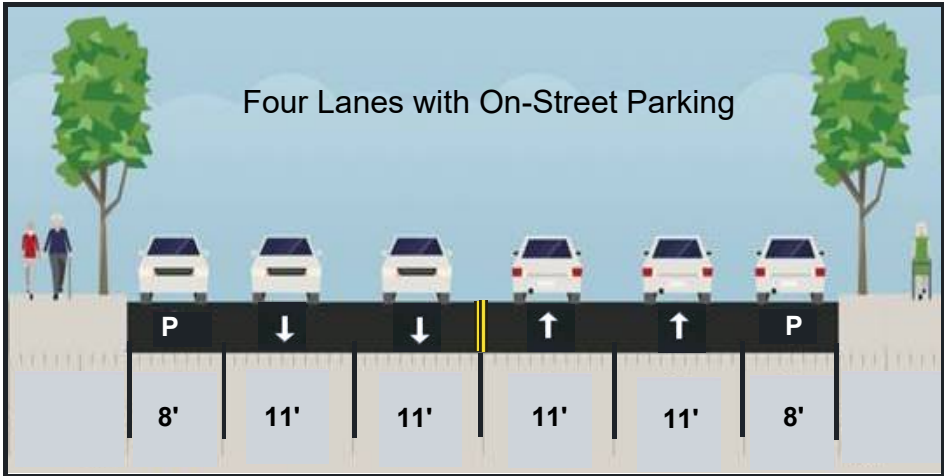 Four Lanes with On-Street Parking
P ↓ ↓ ↑ ↑ P
8' 11' 11' 11' 11' 8'